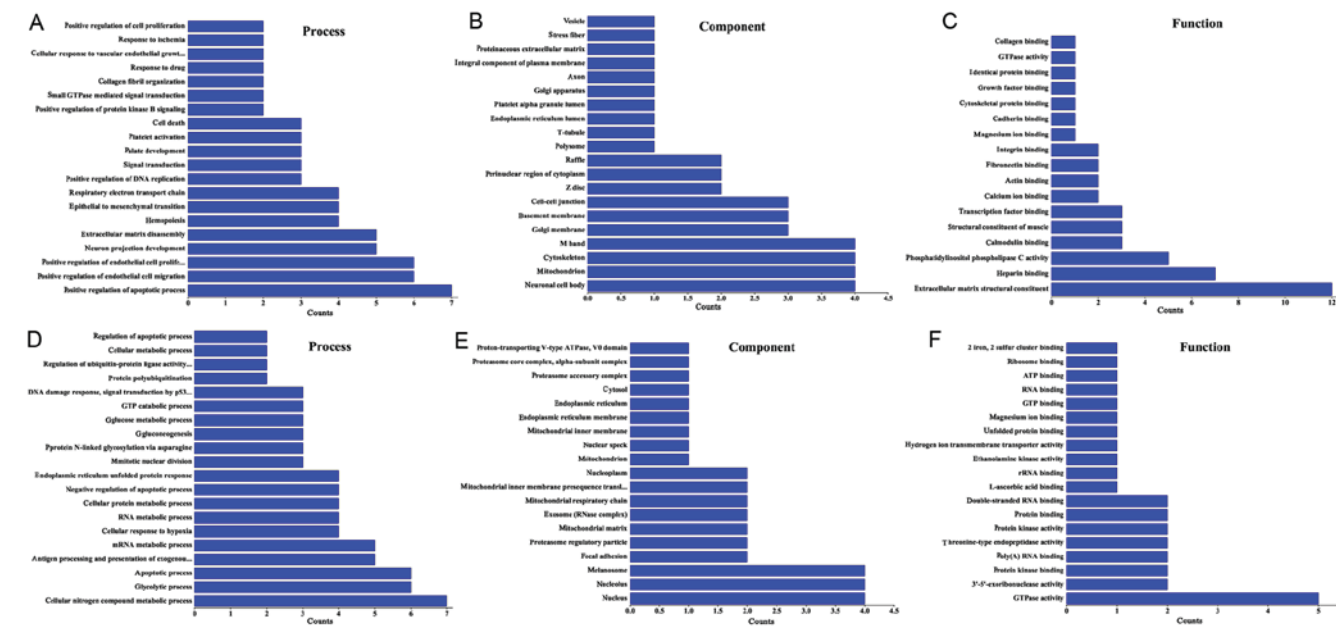 A
Process
Positive regulation of cell proliferation
Response to ischemia
Cellular response to vascular endothelial growt...
Response to drug
Collagen fibril organization
Small GTPase mediated signal transduction
Positive regulation of protein kinase B signaling
Cell death
Platelet activation
Palate development
Signal transduction
Positive regulation of DNA replication
Respiratory electron transport chain
Epithelial to mesenchymal transition
Hemopoiesis
Extracellular matrix disassembly
Neuron projection development
Positive regulation of endothelial cell prolife...
Positive regulation of endothelial cell migration
Positive regulation of apoptotic process
0 1 2 3 4 5 6 7
Counts
B
Component
Vesicle
Stress fiber
Proteinaceous extracellular matrix
Integral component of plasma membrane
Axon
Golgi apparatus
Platelet alpha granule lumen
Endoplasmic reticulum lumen
T-tubule
Polysome
Ruffle
Perinuclear region of cytoplasm
Z disc
Cell-cell junction
Basement membrane
Golgi membrane
M band
Cytoskeleton
Mitochondrion
Neuronal cell body
0.0 0.5 1.0 1.5 2.0 2.5 3.0 3.5 4.0 4.5
Counts
C
Function
Collagen binding
GTPase activity
Identical protein binding
Growth factor binding
Cytoskeletal protein binding
Cadherin binding
Magnesium ion binding
Integrin binding
Fibronectin binding
Actin binding
Calcium ion binding
Transcription factor binding
Structural constituent of muscle
Calmodulin binding
Phosphatidylinositol phospholipase C activity
Heparin binding
Extracellular matrix structural constituent
0 2 4 6 8 10 12
Counts
D
Process
Regulation of apoptotic process
Cellular metabolic process
Regulation of ubiquitin-protein ligase activity...
Protein polyubiquitination
DNA damage response, signal transduction by p53...
GTP catabolic process
Gglucose metabolic process
Ggluconeogenesis
Pprotein N-linked glycosylation via asparagine
Mmitotic nuclear division
Endoplasmic reticulum unfolded protein response
Negative regulation of apoptotic process
Cellular protein metabolic process
RNA metabolic process
Cellular response to hypoxia
mRNA metabolic process
Antigen processing and presentation of exogenou...
Apoptotic process
Glycolytic process
Cellular nitrogen compound metabolic process
0 1 2 3 4 5 6 7
Counts
E
Component
Proton-transporting V-type ATPase, V0 domain
Proteasome core complex, alpha-subunit complex
Proteasome accessory complex
Cytosol
Endoplasmic reticulum
Endoplasmic reticulum membrane
Mitochondrial inner membrane
Nuclear speck
Mitochondrion
Nucleoplasm
Mitochondrial inner membrane presequence transl...
Mitochondrial respiratory chain
Exosome (RNase complex)
Mitochondrial matrix
Proteasome regulatory particle
Focal adhesion
Melanosome
Nucleolus
Nucleus
0.0 0.5 1.0 1.5 2.0 2.5 3.0 3.5 4.0 4.5
Counts
F
Function
2 iron, 2 sulfur cluster binding
Ribosome binding
ATP binding
RNA binding
GTP binding
Magnesium ion binding
Unfolded protein binding
Hydrogen ion transmembrane transporter activity
Ethanolamine kinase activity
rRNA binding
L-ascorbic acid binding
Double-stranded RNA binding
Protein binding
Protein kinase activity
Threonine-type endopeptidase activity
Poly(A) RNA binding
Protein kinase binding
3'-5'-exoribonuclease activity
GTPase activity
0 1 2 3 4 5
Counts